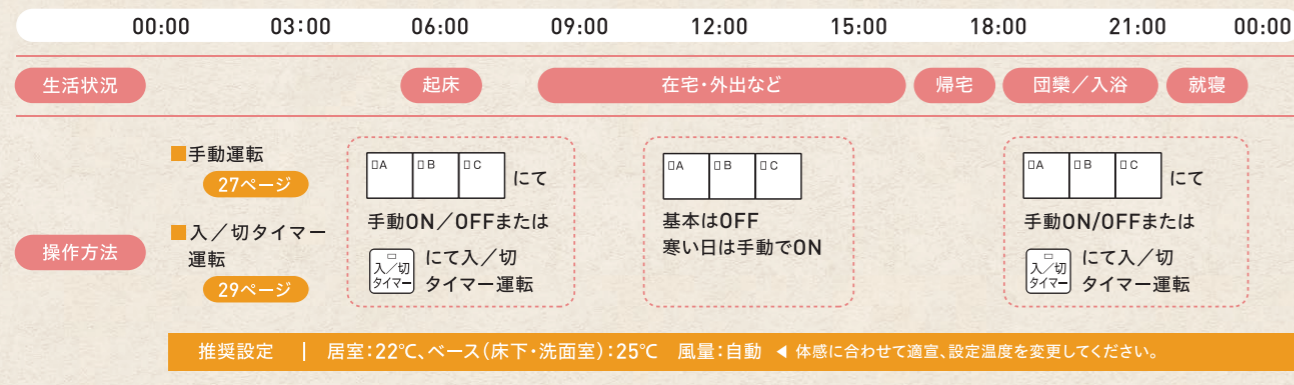 00:00 03:00 06:00 09:00 12:00 15:00 18:00 21:00 00:00
生活状況 起床 在宅・外出など 帰宅 団欒／入浴 就寝
操作方法
■手動運転
27ページ
■入／切タイマー
運転
29ページ
A B C にて
手動ON／OFFまたは
入／切
タイマー
にて入／切
タイマー運転
A B C
基本はOFF
寒い日は手動でON
A B C にて
手動ON/OFFまたは
入／切
タイマー
にて入／切
タイマー運転
推奨設定 | 居室：22℃、ベース（床下・洗面室）：25℃ 風量：自動 ◀ 体感に合わせて適宜、設定温度を変更してください。